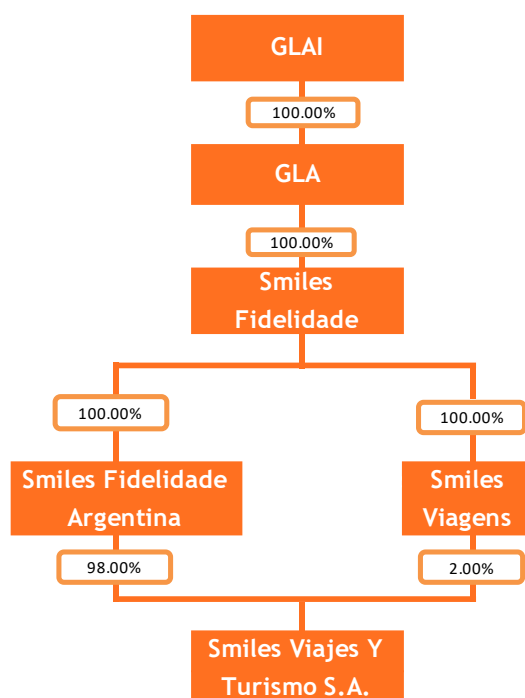 GLAI
100.00%
GLA
100.00%
Smiles
Fidelidade
100.00%
100.00%
Smiles Fidelidade
Argentina
Smiles
Viagens
98.00%
2.00%
Smiles Viajes Y
Turismo S.A.